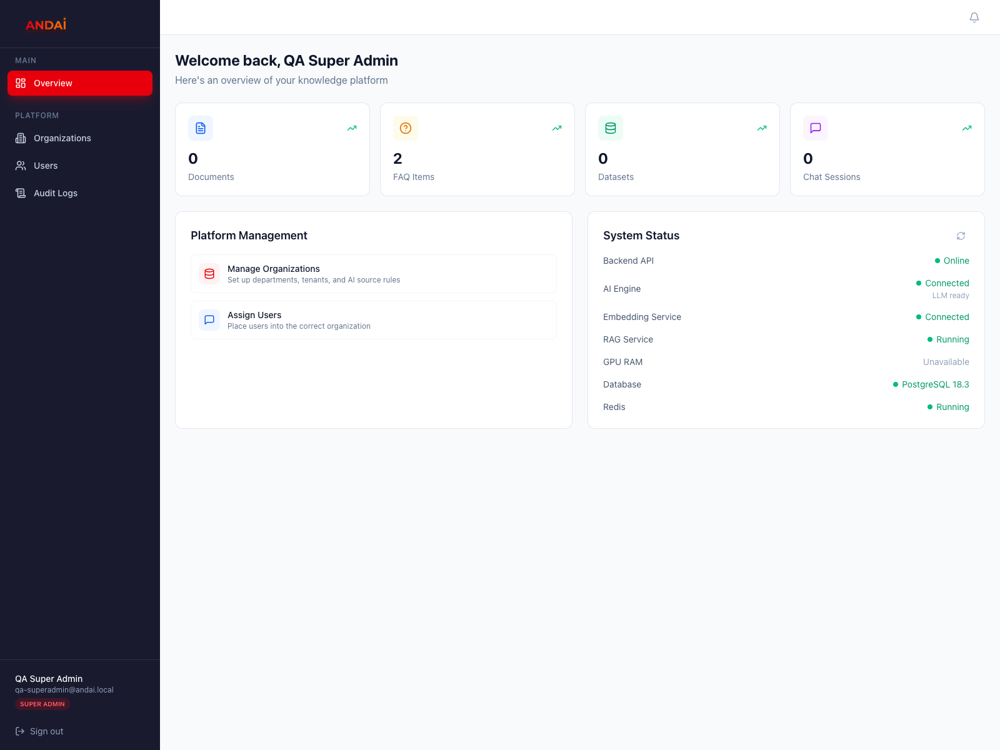 ANDAi
MAIN
Overview
PLATFORM
Organizations
Users
Audit Logs
QA Super Admin
qa-superadmin@andai.local
SUPER ADMIN
Sign out
Welcome back, QA Super Admin
Here's an overview of your knowledge platform
0
Documents
2
FAQ Items
0
Datasets
0
Chat Sessions
Platform Management
Manage Organizations
Set up departments, tenants, and AI source rules
Assign Users
Place users into the correct organization
System Status
Backend API Online
AI Engine Connected
LLM ready
Embedding Service Connected
RAG Service Running
GPU RAM Unavailable
Database PostgreSQL 18.3
Redis Running